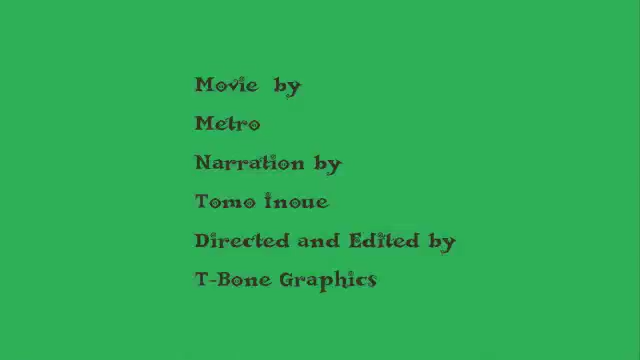 Movie by
Metro
Narration by
Tomo Inoue
Directed and Edited by
T-Bone Graphics